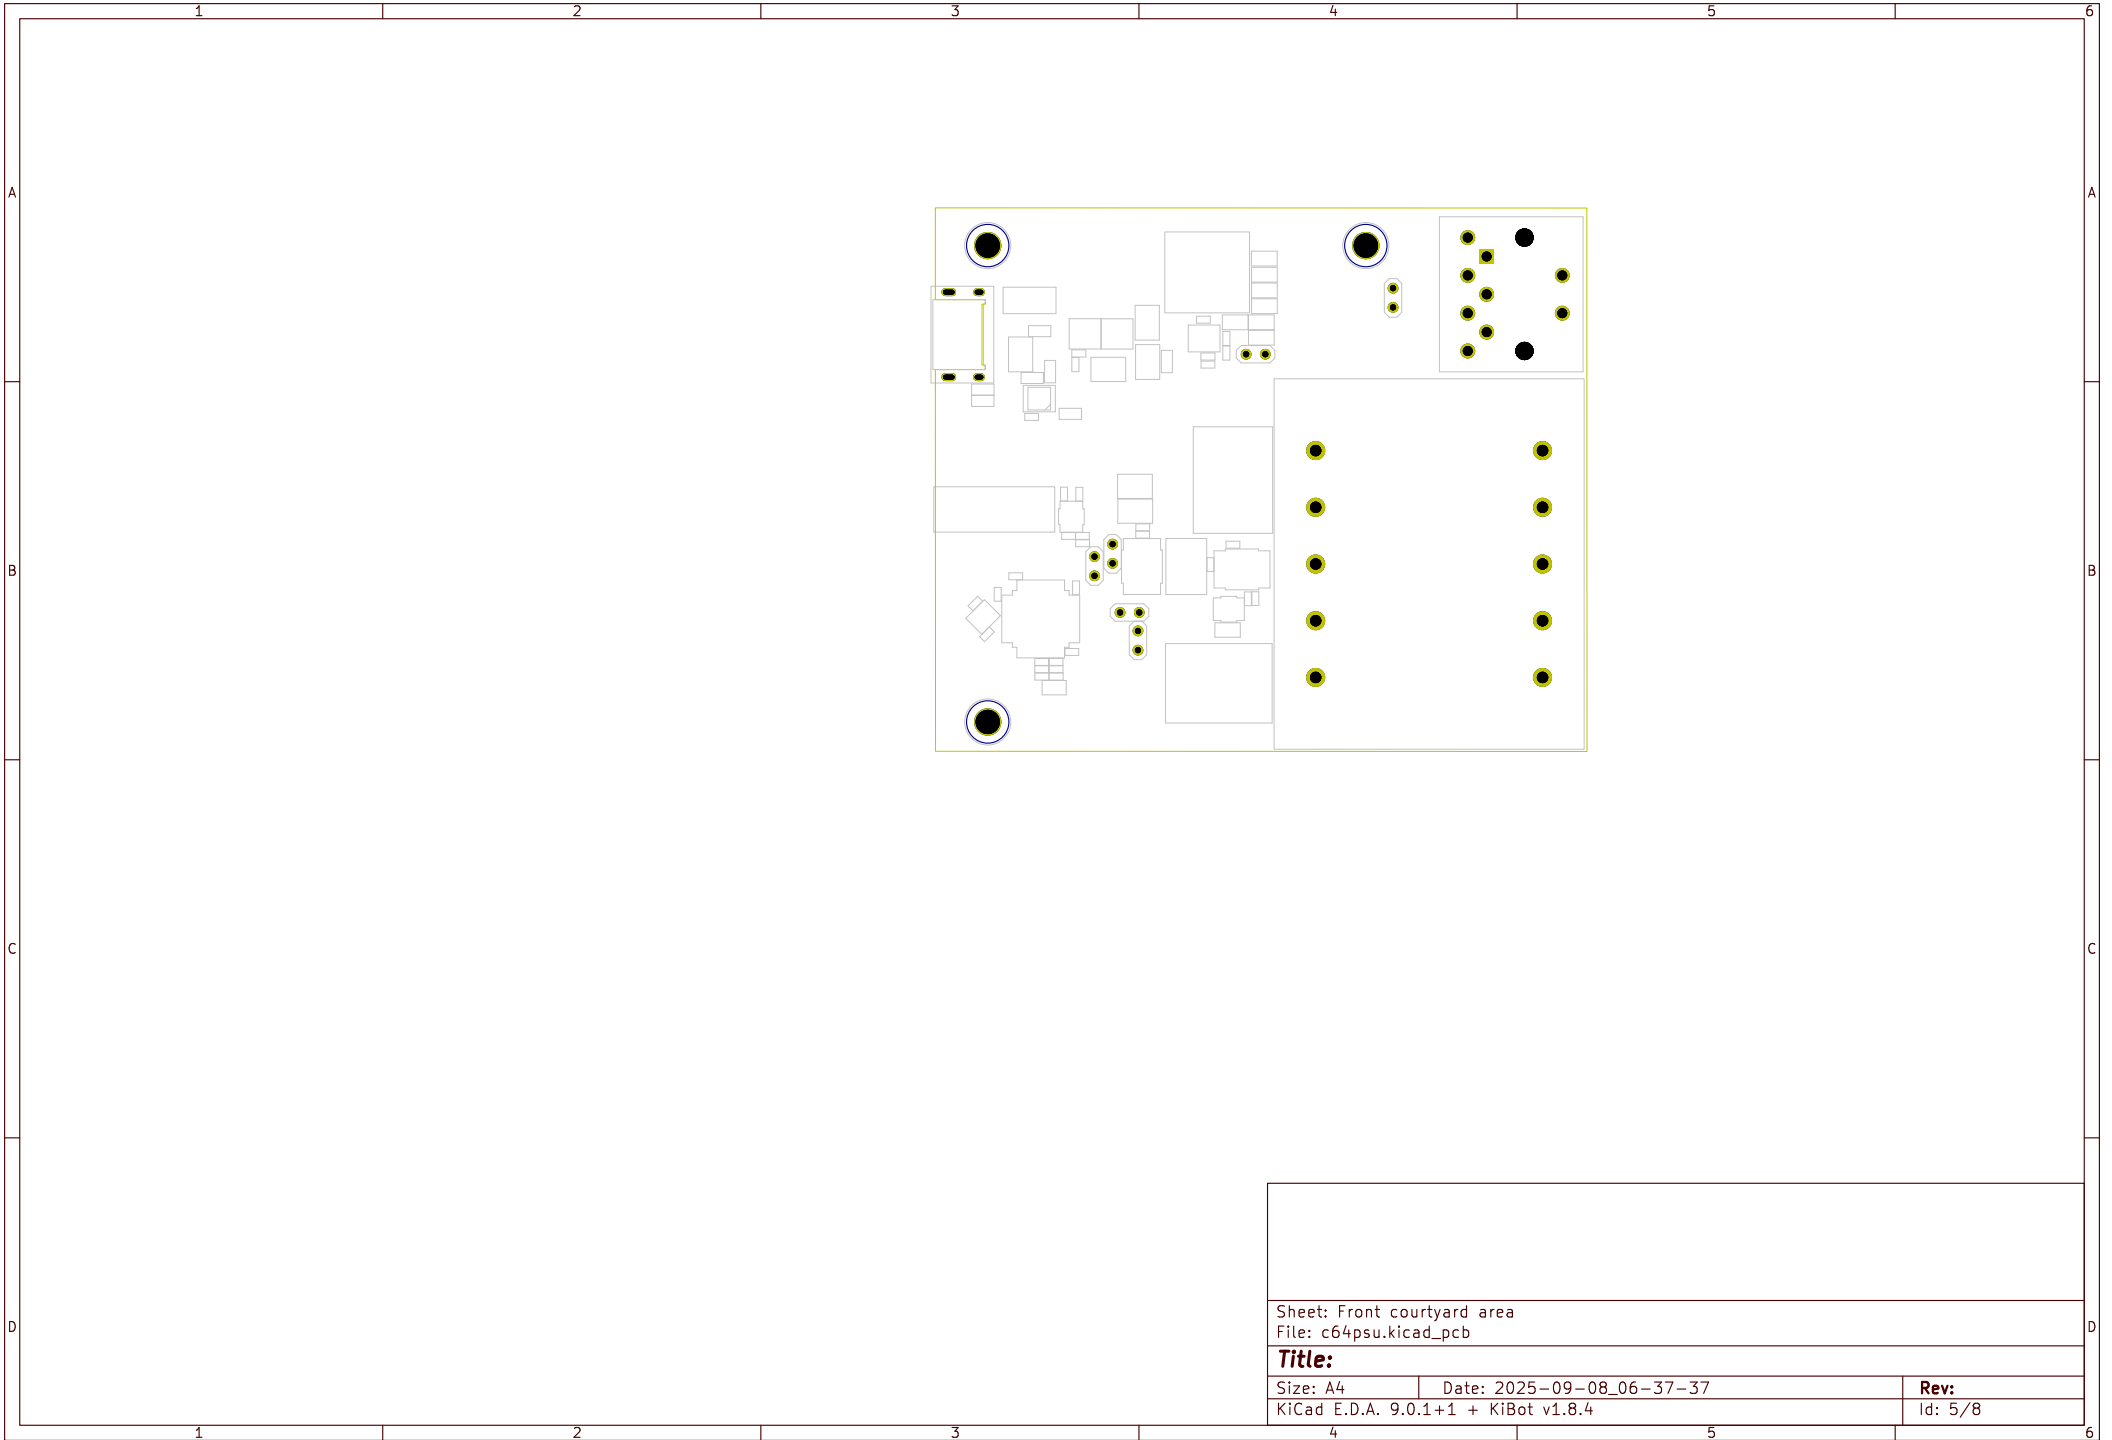 1 2 3 4 5 6
A A
B B
C C
D D
Sheet: Front courtyard area
File: c64psu.kicad_pcb
Title:
Size: A4 Date: 2025-09-08_06-37-37 Rev:
KiCad E.D.A. 9.0.1+1 + KiBot v1.8.4 Id: 5/8
1 2 3 4 5 6